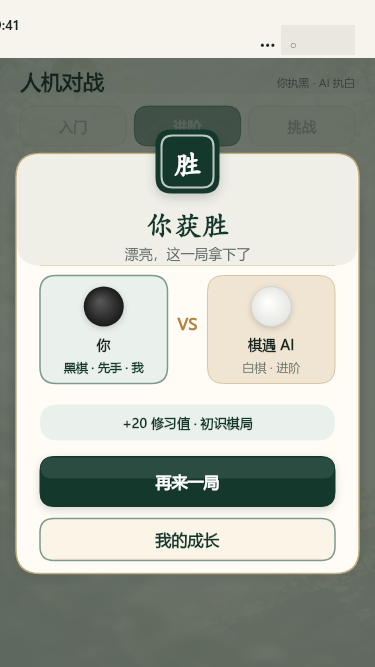 9:41
人机对战
你执黑 · AI 执白
入门
进阶
挑战
胜
你获胜
漂亮，这一局拿下了
你
黑棋 · 先手 · 我
VS
棋遇 AI
白棋 · 进阶
+20 修习值 · 初识棋局
再来一局
我的成长